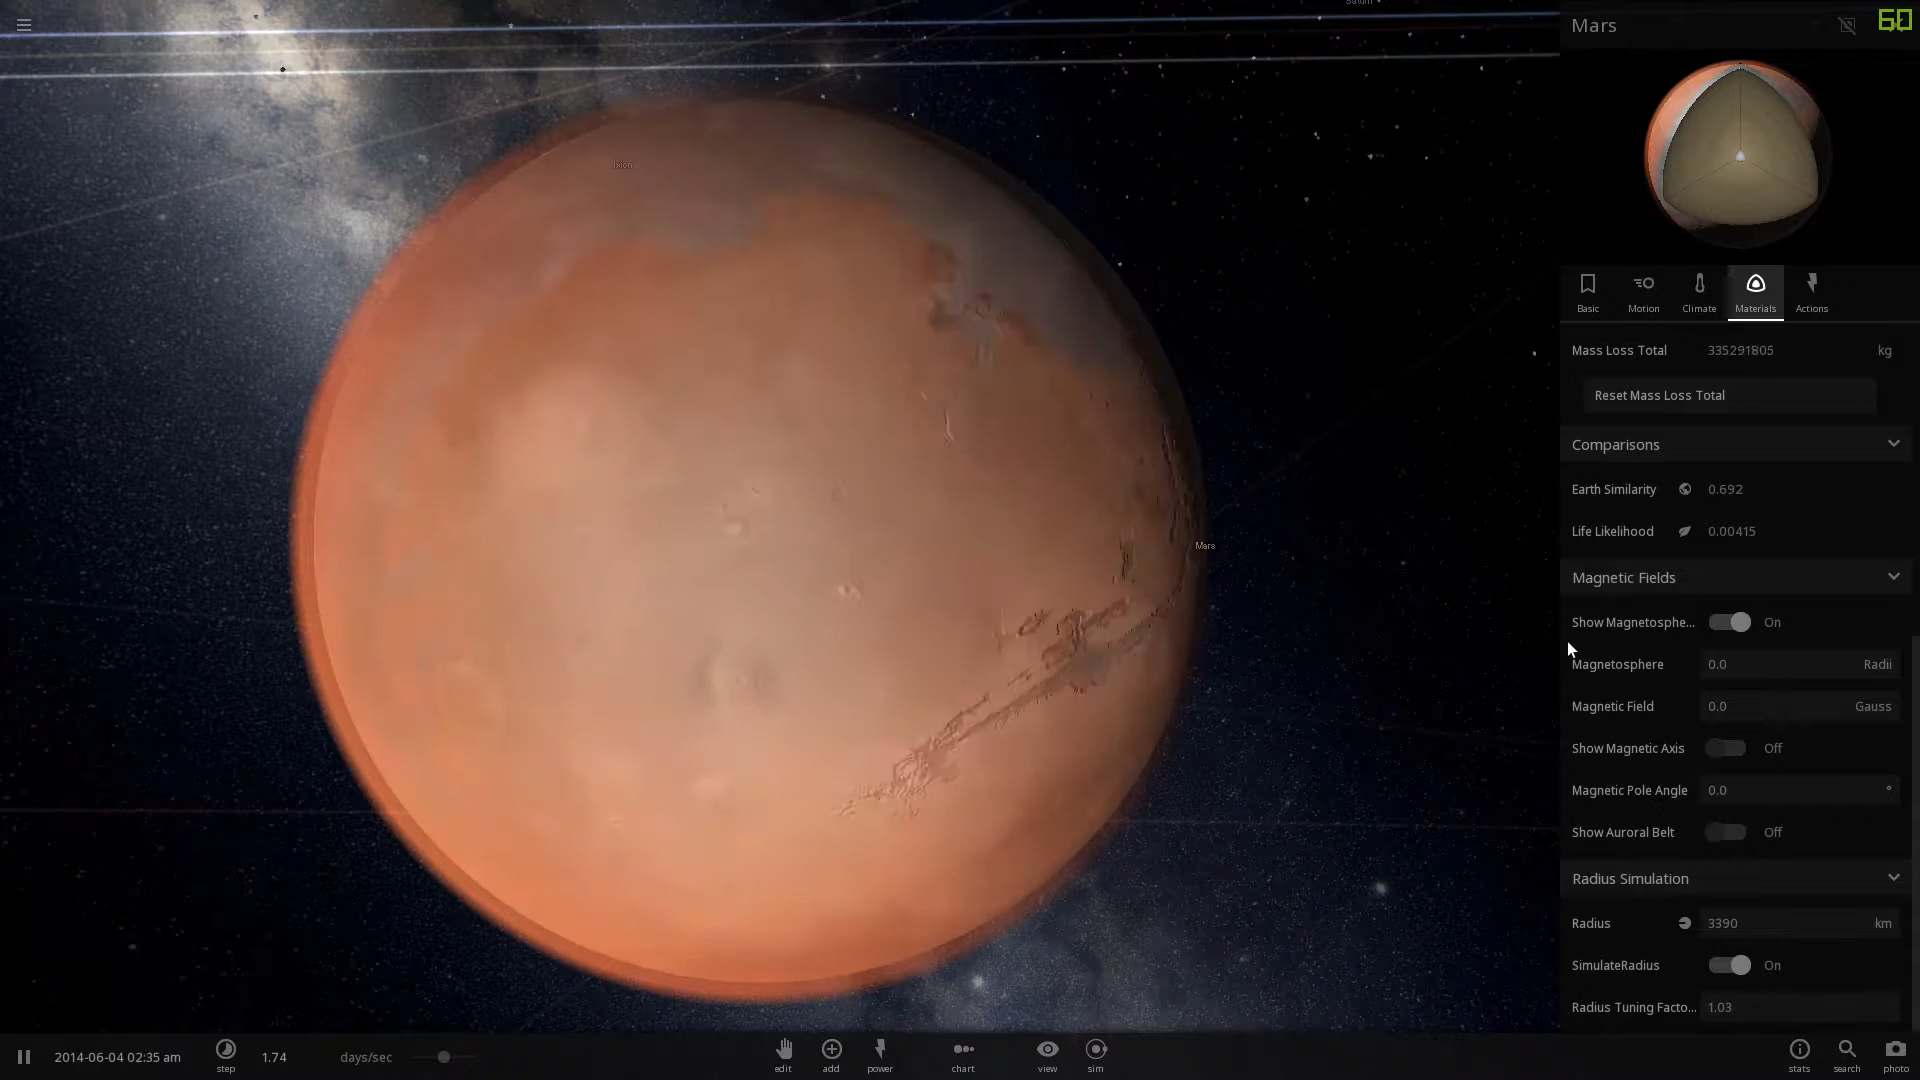 Saturn
Mars
60
Ixion
Mars
Basic
Motion
Climate
Materials
Actions
Mass Loss Total 335291805 kg
Reset Mass Loss Total
Comparisons
Earth Similarity 0.692
Life Likelihood 0.00415
Magnetic Fields
Show Magnetosphe... On
Magnetosphere 0.0 Radii
Magnetic Field 0.0 Gauss
Show Magnetic Axis Off
Magnetic Pole Angle 0.0 °
Show Auroral Belt Off
Radius Simulation
Radius 3390 km
SimulateRadius On
Radius Tuning Facto... 1.03
2014-06-04 02:35 am
step
1.74 days/sec
edit
add
power
chart
view
sim
stats
search
photo